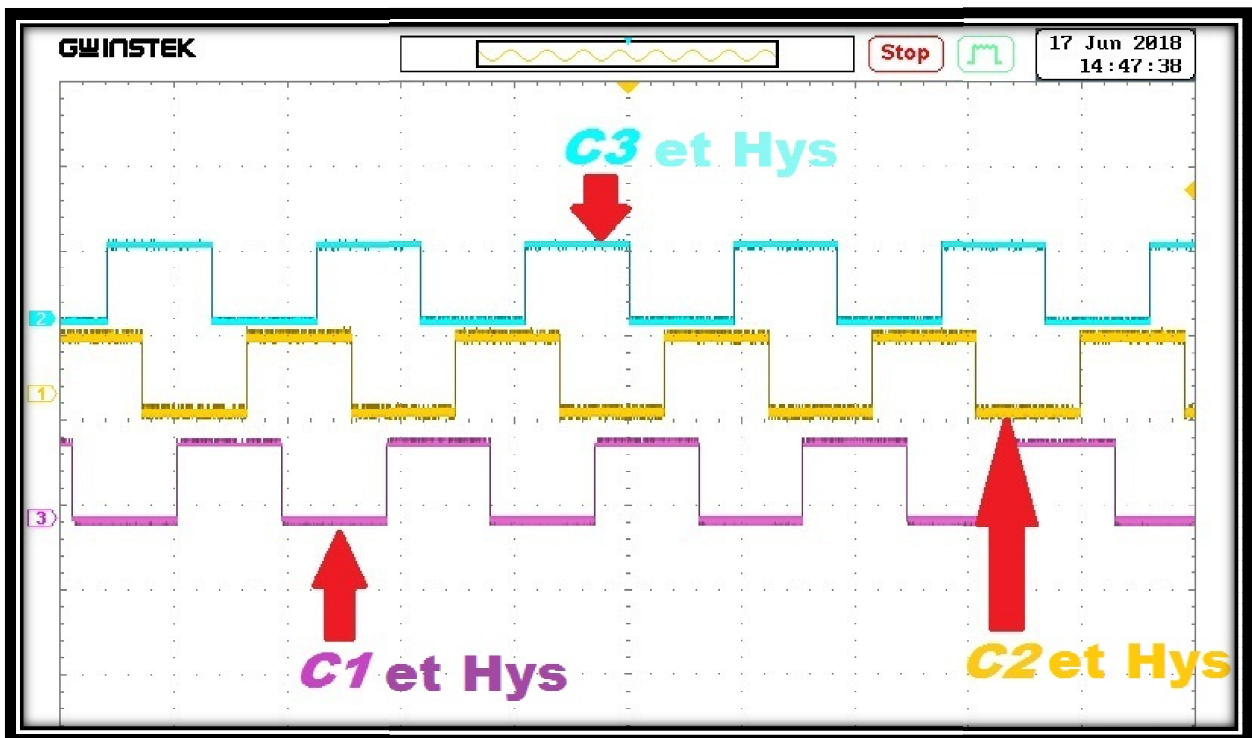 GWINSTEK
Stop
17 Jun 2018
14:47:38
C3 et Hys
2
1
3
C1 et Hys
C2 et Hys